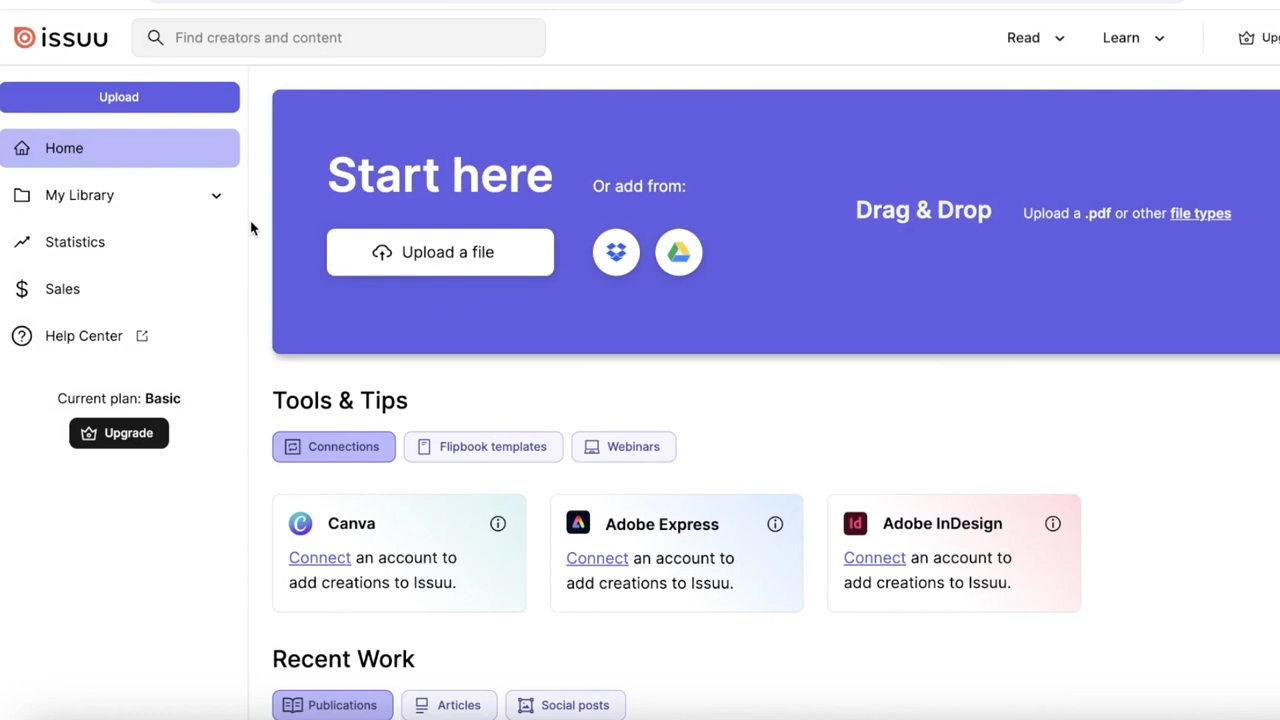 issuu
Find creators and content
Read
Learn
Upload
Home
My Library
Statistics
Sales
Help Center
Current plan: Basic
Upgrade
Start here
Upload a file
Or add from:
Drag & Drop
Upload a .pdf or other file types
Tools & Tips
Connections
Flipbook templates
Webinars
Canva
Connect an account to
add creations to Issuu.
Adobe Express
Connect an account to
add creations to Issuu.
Id
Adobe InDesign
Connect an account to
add creations to Issuu.
Recent Work
Publications
Articles
Social posts